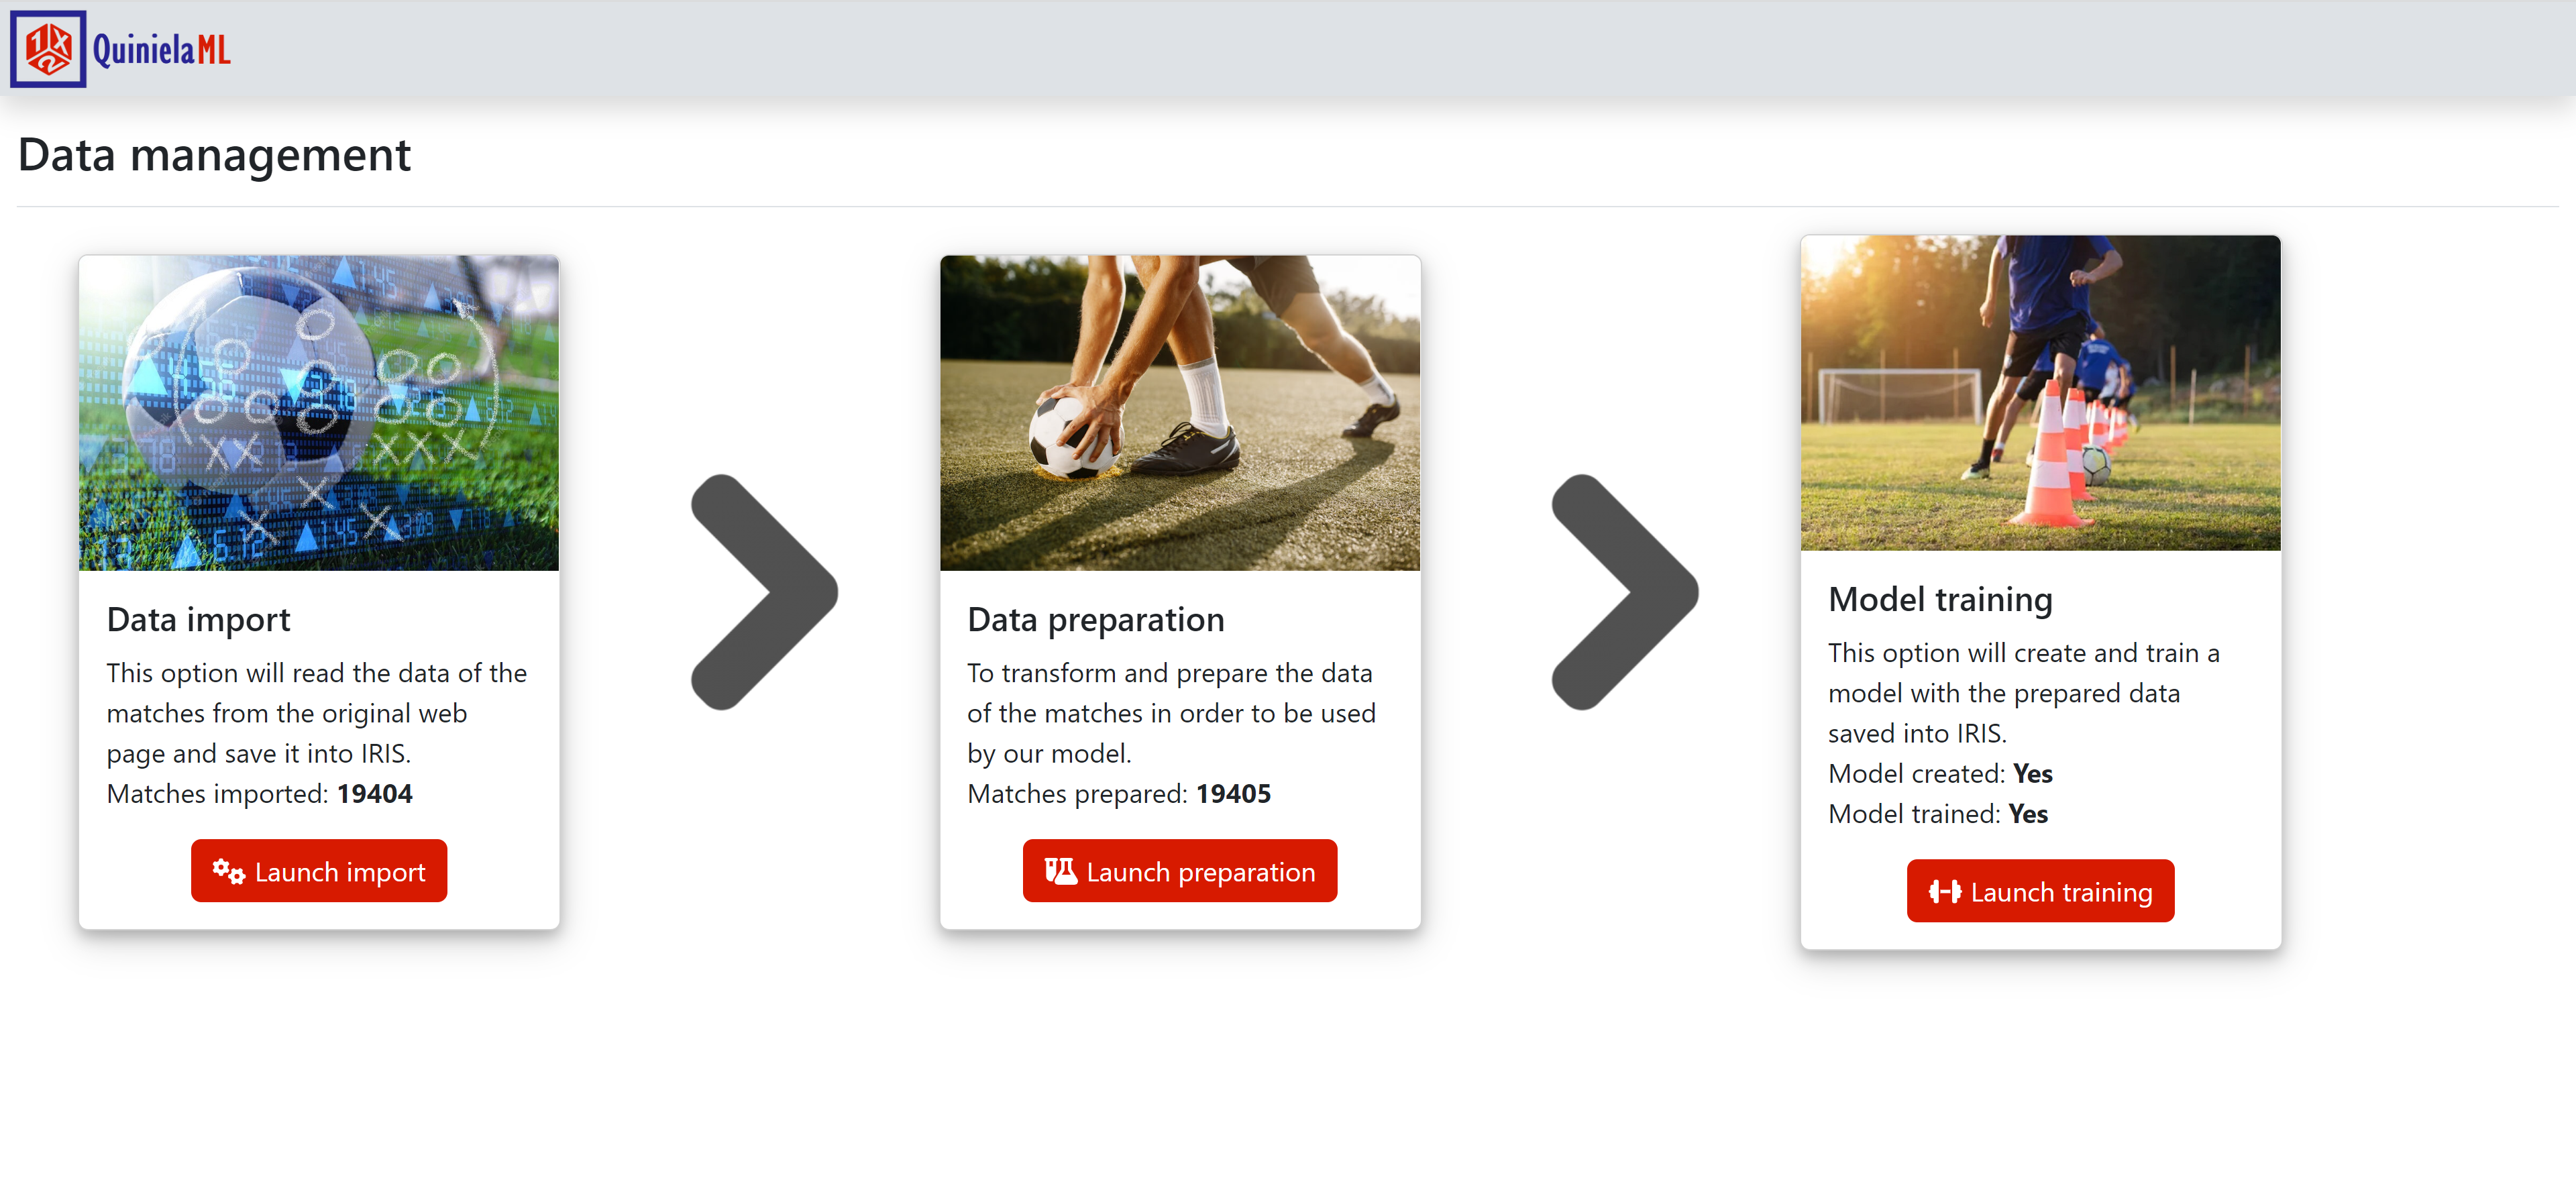 1X2 QuinielaML
Data management
Data import
This option will read the data of the
matches from the original web
page and save it into IRIS.
Matches imported: 19404
Launch import
Data preparation
To transform and prepare the data
of the matches in order to be used
by our model.
Matches prepared: 19405
Launch preparation
Model training
This option will create and train a
model with the prepared data
saved into IRIS.
Model created: Yes
Model trained: Yes
Launch training